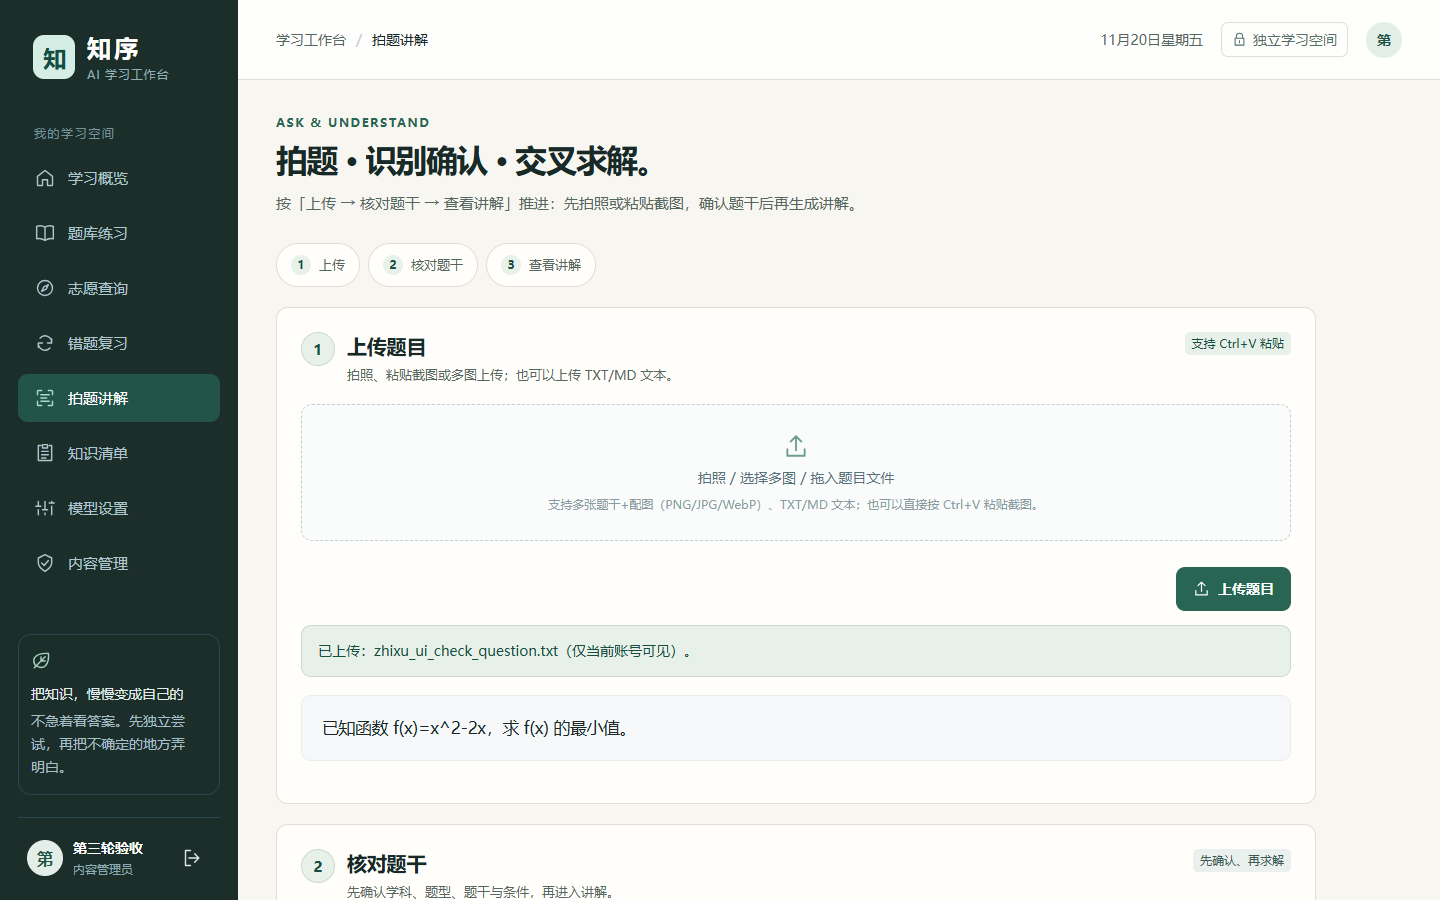 知
知序
AI 学习工作台
我的学习空间
学习概览
题库练习
志愿查询
错题复习
拍题讲解
知识清单
模型设置
内容管理
把知识，慢慢变成自己的
不急着看答案。先独立尝
试，再把不确定的地方弄
明白。
第
第三轮验收
内容管理员
学习工作台 / 拍题讲解
11月20日星期五
独立学习空间
第
ASK & UNDERSTAND
拍题 • 识别确认 • 交叉求解。
按「上传 → 核对题干 → 查看讲解」推进：先拍照或粘贴截图，确认题干后再生成讲解。
1 上传
2 核对题干
3 查看讲解
1 上传题目
支持 Ctrl+V 粘贴
拍照、粘贴截图或多图上传；也可以上传 TXT/MD 文本。
拍照 / 选择多图 / 拖入题目文件
支持多张题干+配图（PNG/JPG/WebP）、TXT/MD 文本；也可以直接按 Ctrl+V 粘贴截图。
上传题目
已上传：zhixu_ui_check_question.txt（仅当前账号可见）。
已知函数 f(x)=x^2-2x，求 f(x) 的最小值。
2 核对题干
先确认、再求解
先确认学科、题型、题干与条件，再进入讲解。